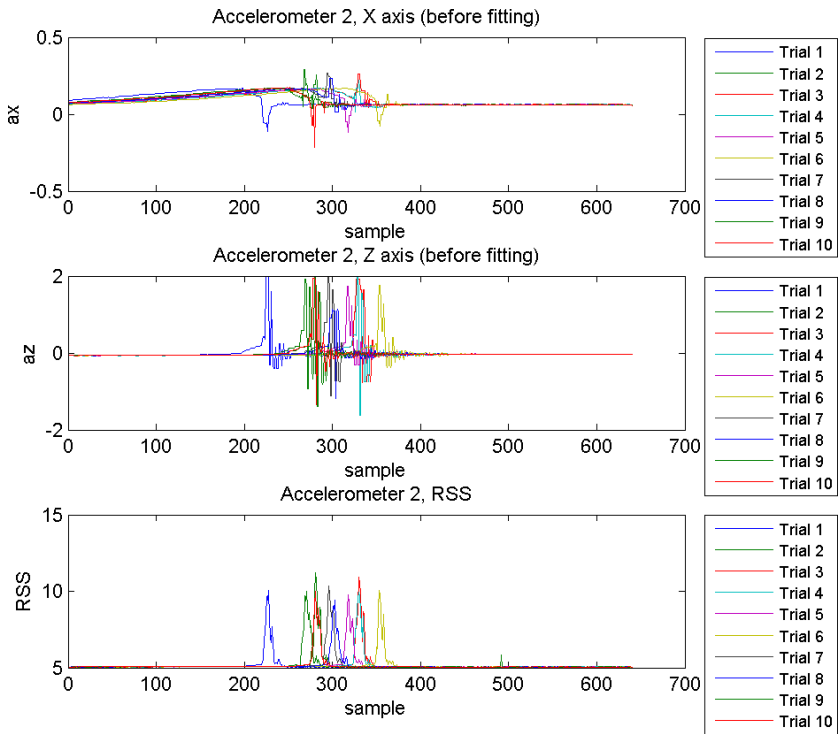 Accelerometer 2, X axis (before fitting)
0.5
0
-0.5
ax
0 100 200 300 400 500 600 700
sample
Trial 1
Trial 2
Trial 3
Trial 4
Trial 5
Trial 6
Trial 7
Trial 8
Trial 9
Trial 10
Accelerometer 2, Z axis (before fitting)
2
0
-2
az
0 100 200 300 400 500 600 700
sample
Trial 1
Trial 2
Trial 3
Trial 4
Trial 5
Trial 6
Trial 7
Trial 8
Trial 9
Trial 10
Accelerometer 2, RSS
15
10
5
RSS
0 100 200 300 400 500 600 700
sample
Trial 1
Trial 2
Trial 3
Trial 4
Trial 5
Trial 6
Trial 7
Trial 8
Trial 9
Trial 10